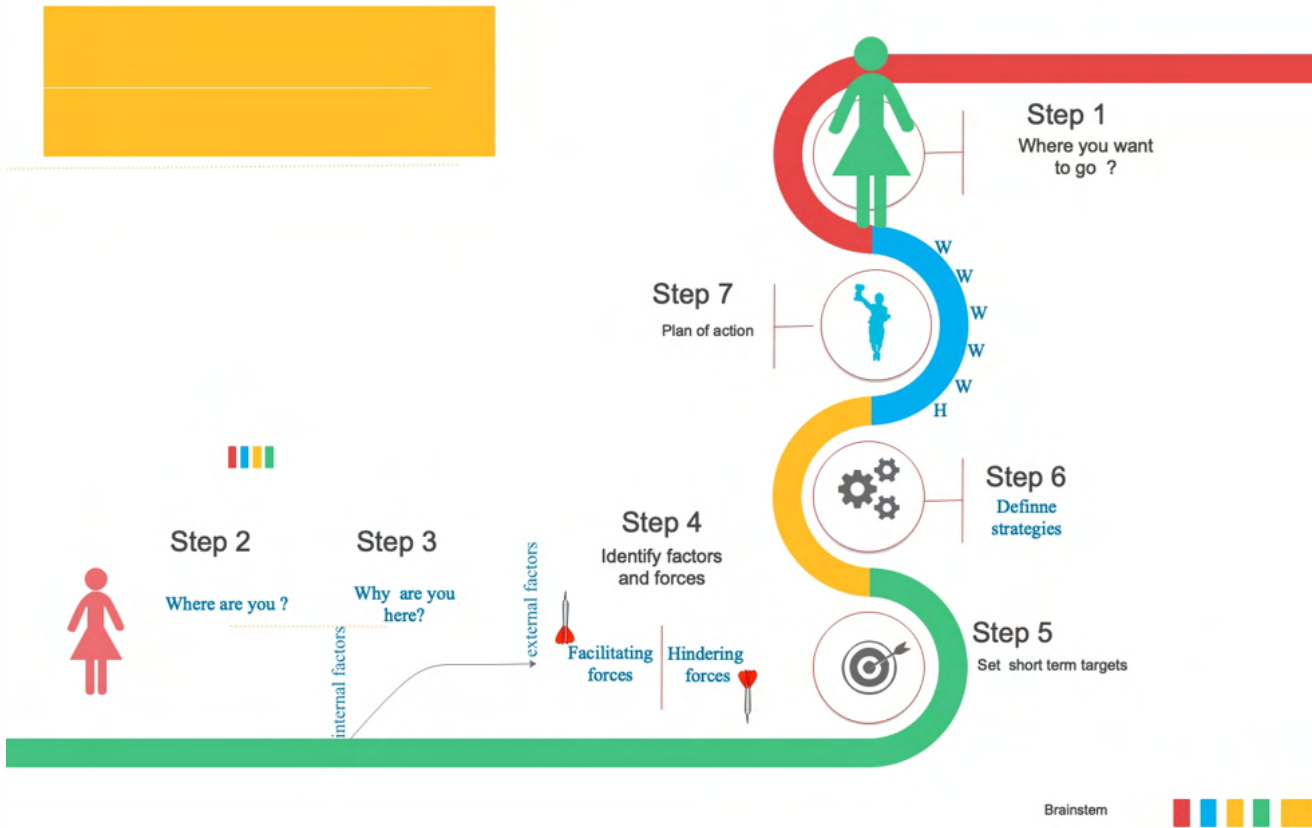 Step 1
Where you want
to go ?
W
W
W
W
W
H
Step 7
Plan of action
Step 6
Definne
strategies
Step 2
Where are you ?
Step 3
Why are you
here?
internal factors
external factors
Step 4
Identify factors
and forces
Facilitating
forces
Hindering
forces
Step 5
Set short term targets
Brainstem